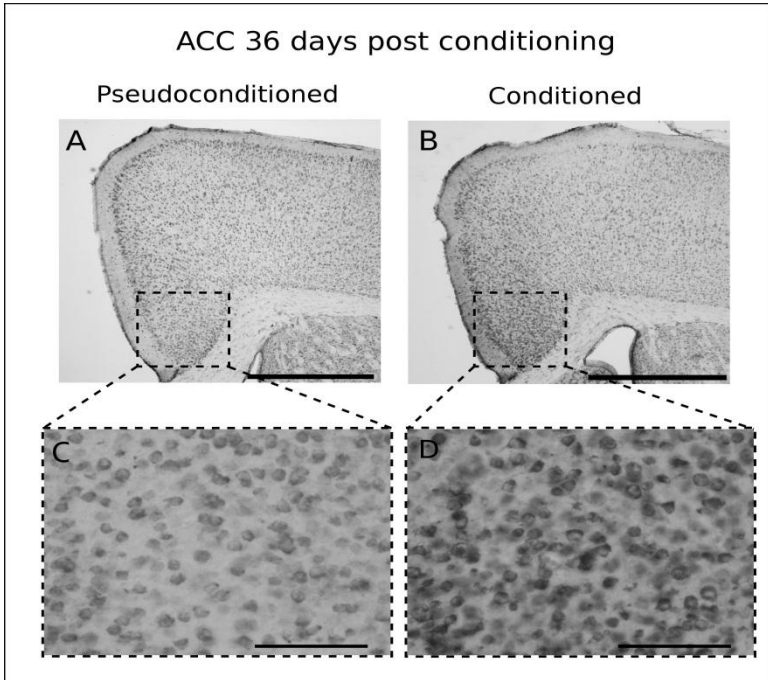 ACC 36 days post conditioning
Pseudoconditioned
Conditioned
A
B
C
D